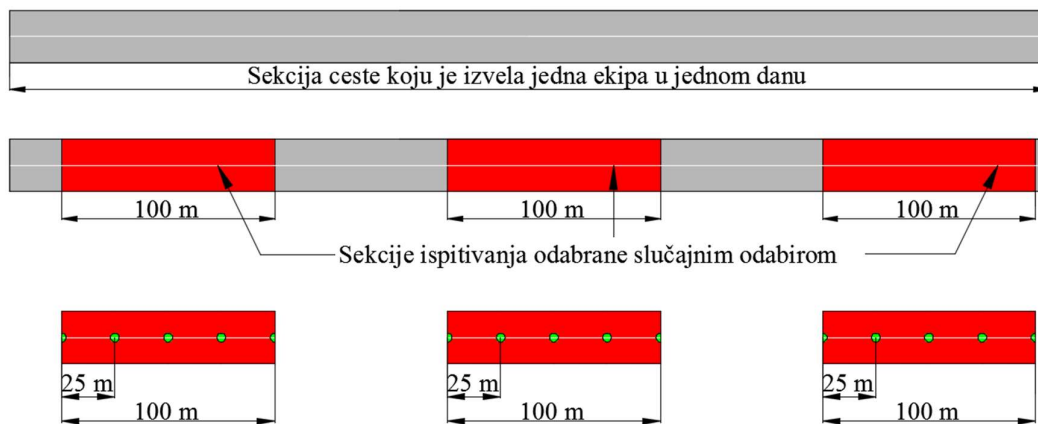 Sekcija ceste koju je izvela jedna ekipa u jednom danu
100 m
100 m
100 m
Sekcije ispitivanja odabrane slučajnim odabirom
25 m
25 m
25 m
100 m
100 m
100 m